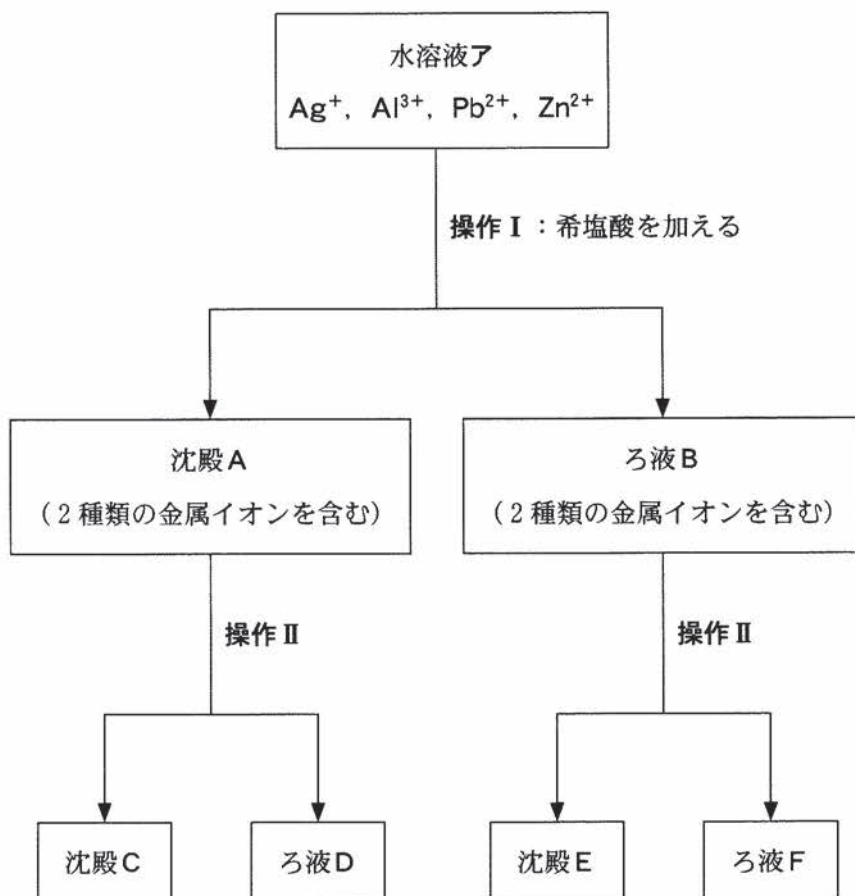 水溶液ア
Ag⁺, Al³⁺, Pb²⁺, Zn²⁺
操作Ⅰ：希塩酸を加える
沈殿A
（2種類の金属イオンを含む）
ろ液B
（2種類の金属イオンを含む）
操作Ⅱ
操作Ⅱ
沈殿C
ろ液D
沈殿E
ろ液F